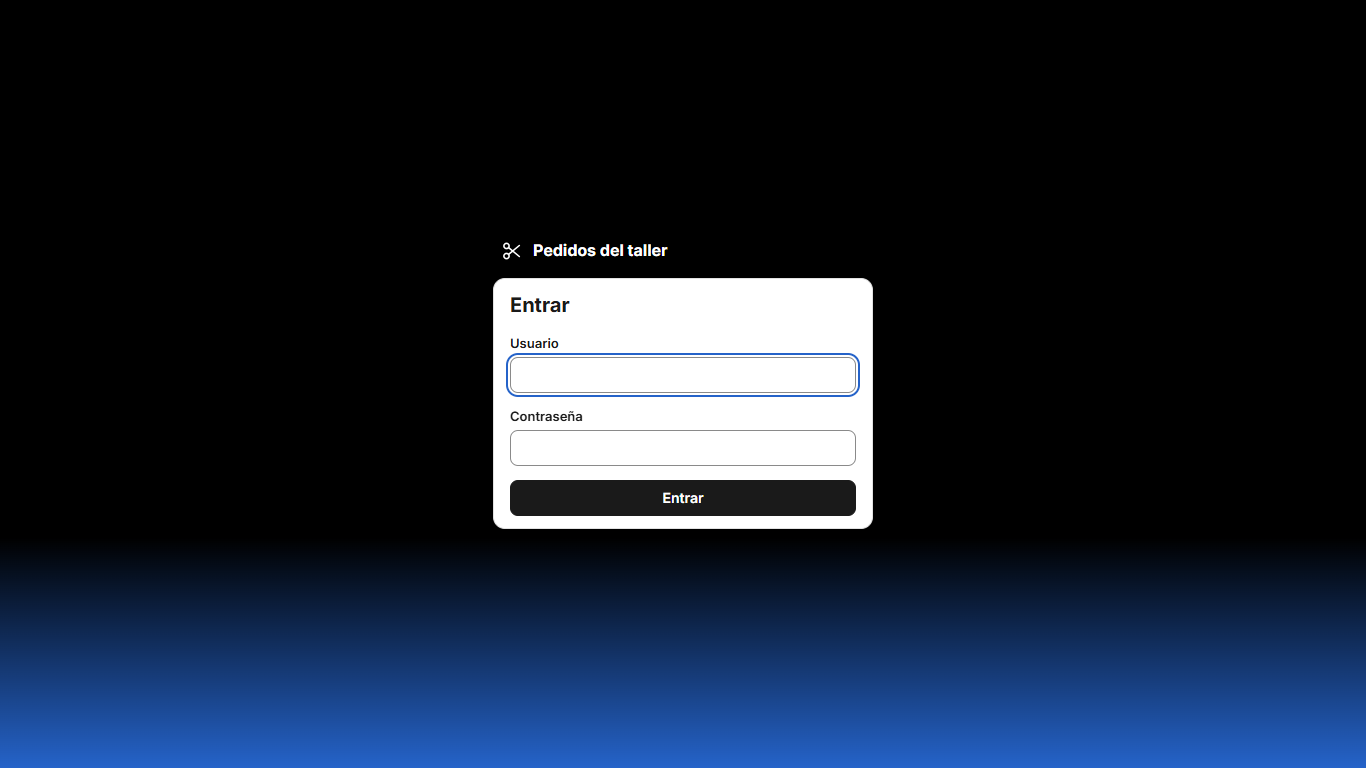 Pedidos del taller
Entrar
Usuario
Contraseña
Entrar